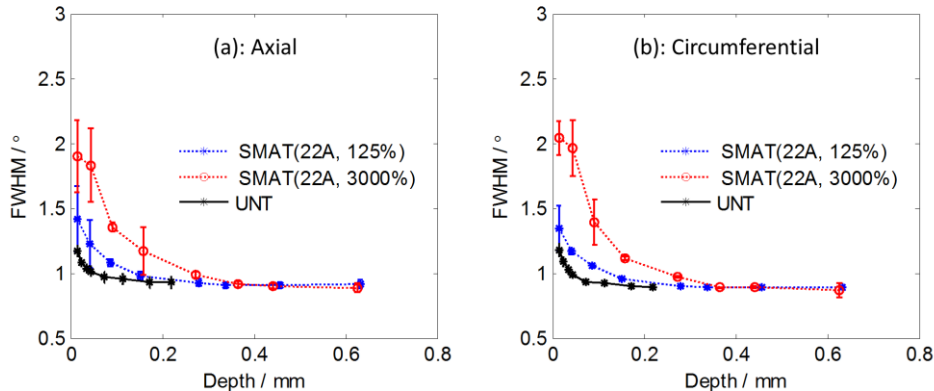 (a): Axial
FWHM / °
3
2.5
2
1.5
1
0.5
SMAT(22A, 125%)
SMAT(22A, 3000%)
UNT
0 0.2 0.4 0.6 0.8
Depth / mm
(b): Circumferential
FWHM / °
3
2.5
2
1.5
1
0.5
SMAT(22A, 125%)
SMAT(22A, 3000%)
UNT
0 0.2 0.4 0.6 0.8
Depth / mm